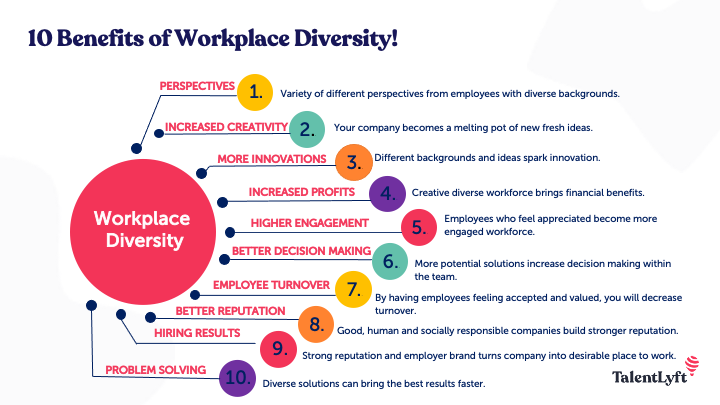 10 Benefits of Workplace Diversity!
PERSPECTIVES
1.
Variety of different perspectives from employees with diverse backgrounds.
INCREASED CREATIVITY
2.
Your company becomes a melting pot of new fresh ideas.
MORE INNOVATIONS
3.
Different backgrounds and ideas spark innovation.
INCREASED PROFITS
4.
Creative diverse workforce brings financial benefits.
Workplace
Diversity
HIGHER ENGAGEMENT
5.
Employees who feel appreciated become more
engaged workforce.
BETTER DECISION MAKING
6.
More potential solutions increase decision making within
the team.
EMPLOYEE TURNOVER
7.
By having employees feeling accepted and valued, you will decrease
turnover.
BETTER REPUTATION
8.
Good, human and socially responsible companies build stronger reputation.
HIRING RESULTS
9.
Strong reputation and employer brand turns company into desirable place to work.
PROBLEM SOLVING
10.
Diverse solutions can bring the best results faster.
TalentLyft